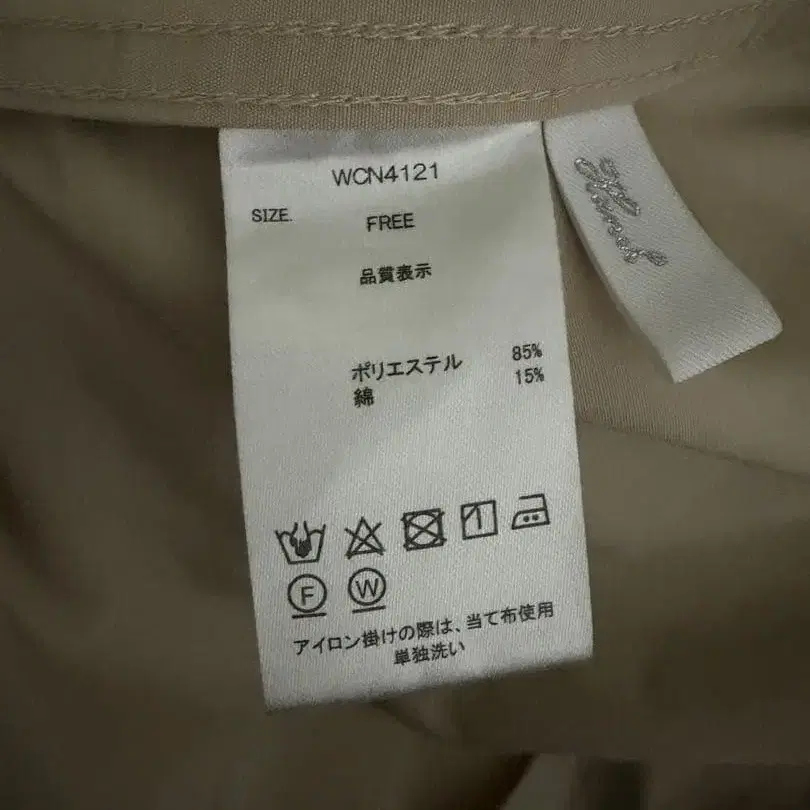 WCN4121
SIZE. FREE
品質表示
ポリエステル 85%
綿 15%
F W
アイロン掛けの際は、当て布使用
単独洗い